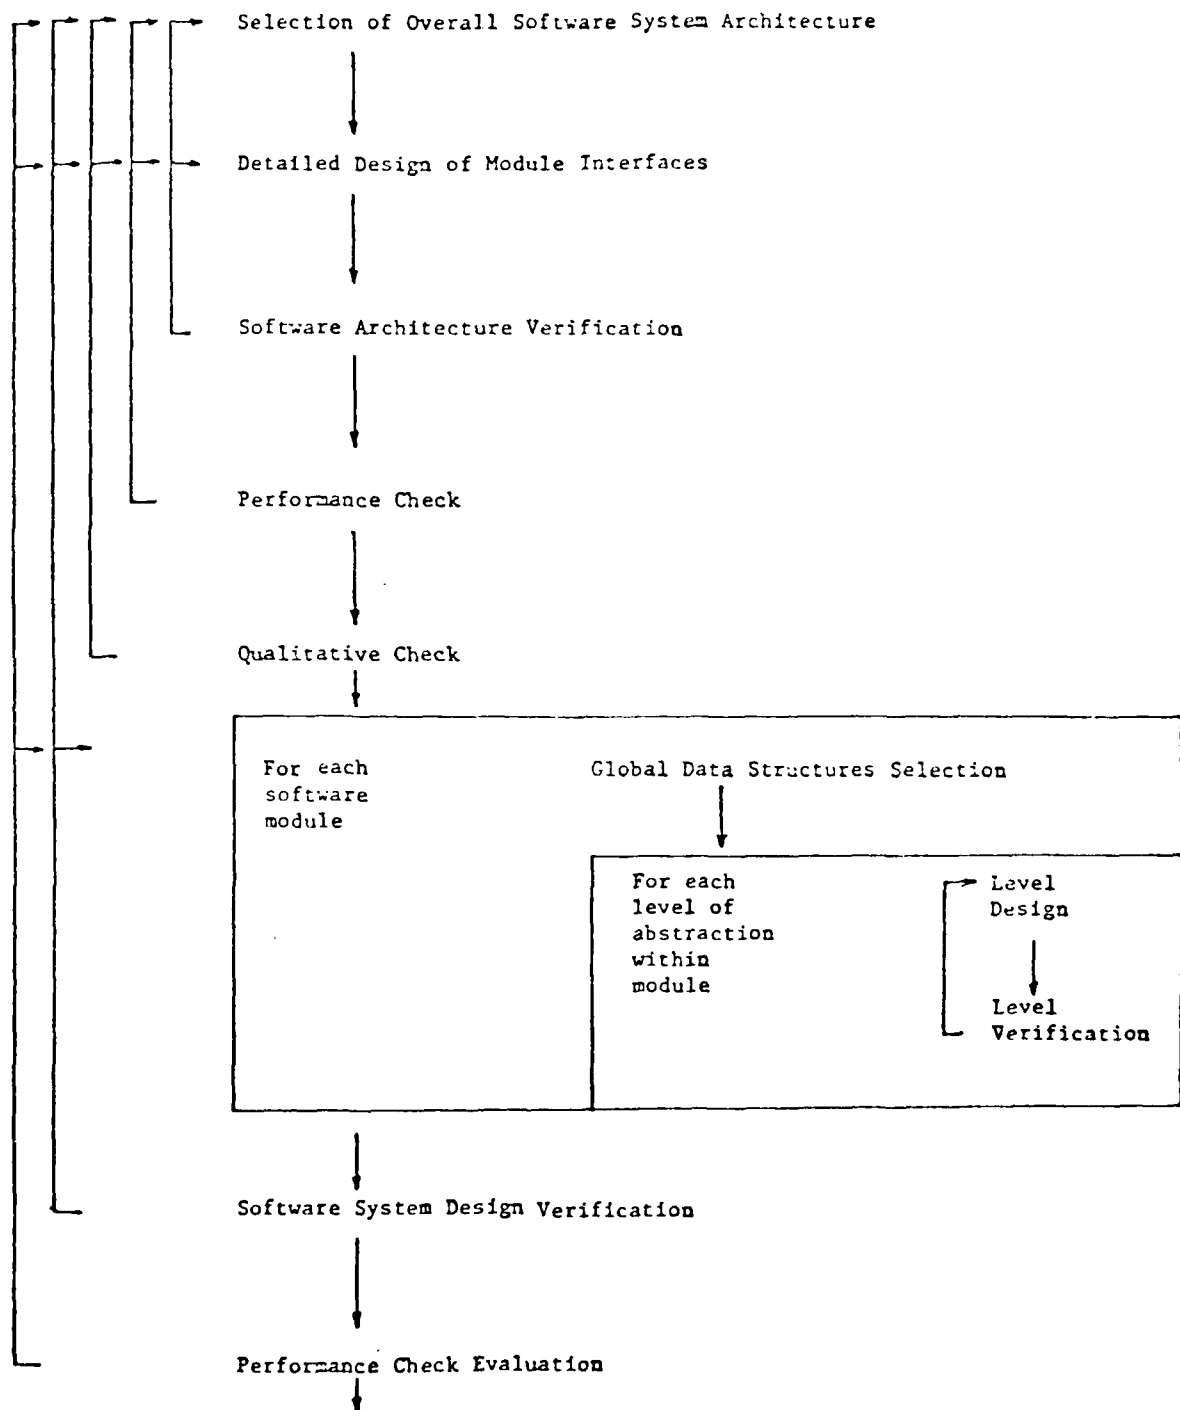 Selection of Overall Software System Architecture
Detailed Design of Module Interfaces
Software Architecture Verification
Performance Check
Qualitative Check
For each
software
module
Global Data Structures Selection
For each
level of
abstraction
within
module
Level
Design
Level
Verification
Software System Design Verification
Performance Check Evaluation